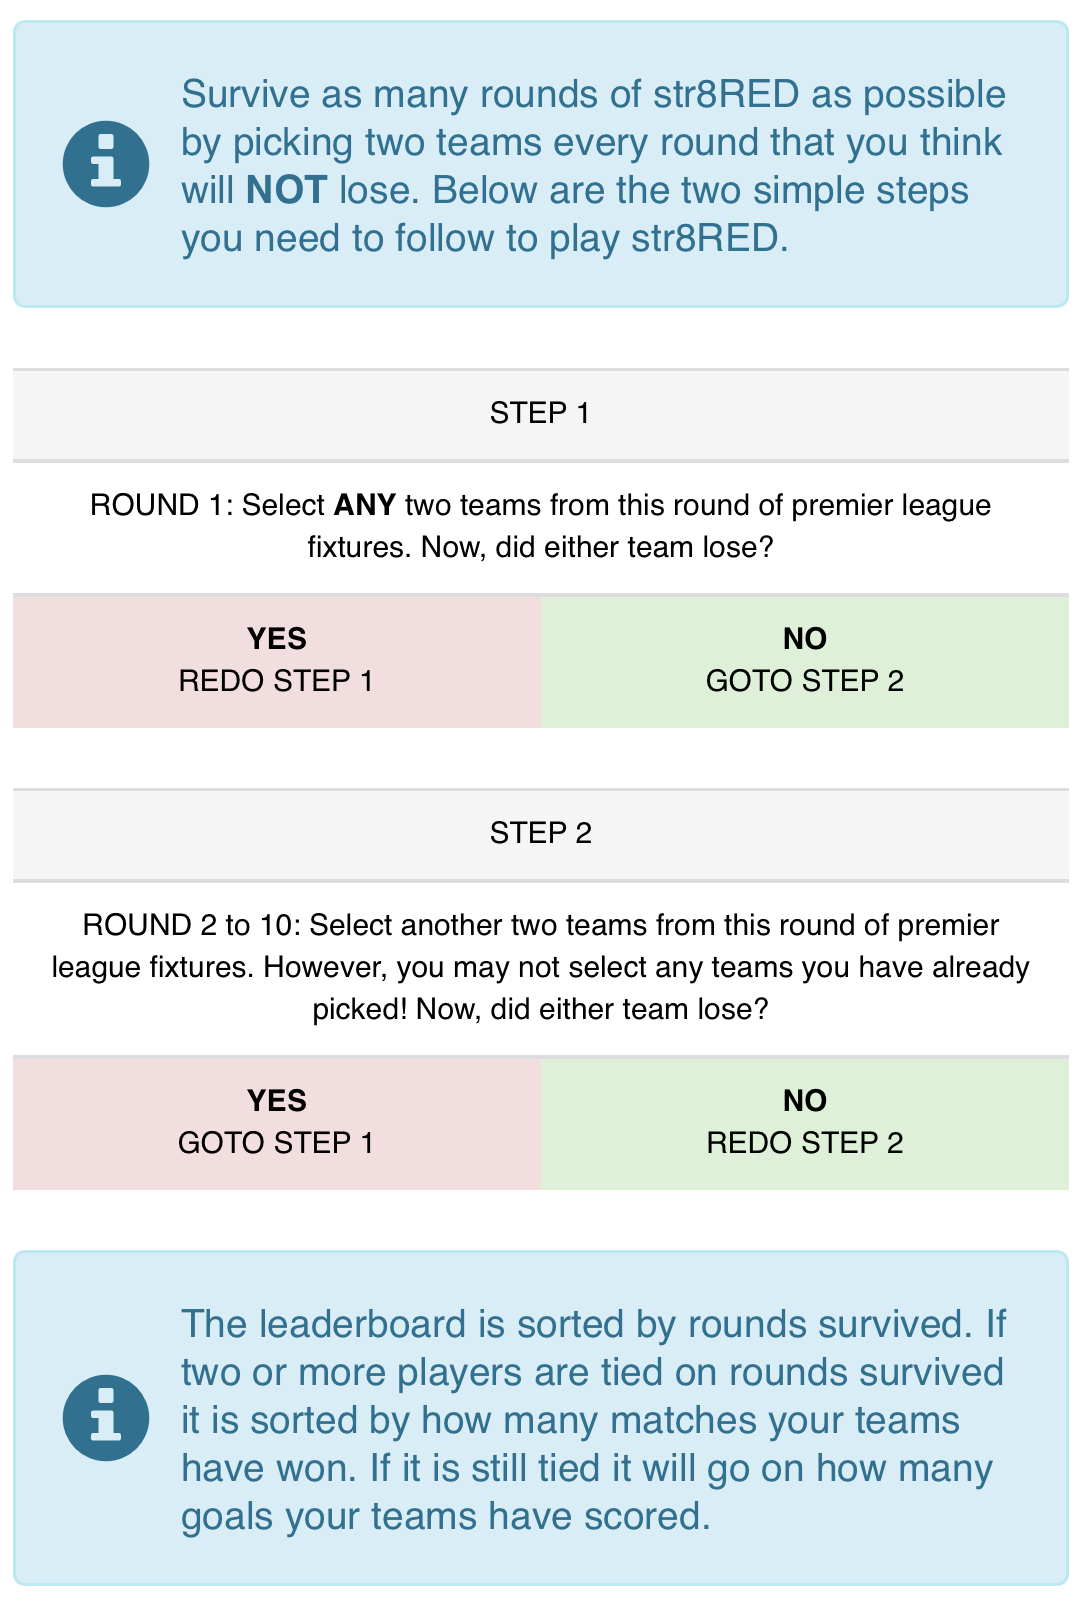 Survive as many rounds of str8RED as possible
by picking two teams every round that you think
will NOT lose. Below are the two simple steps
you need to follow to play str8RED.
STEP 1
ROUND 1: Select ANY two teams from this round of premier league
fixtures. Now, did either team lose?
YES
REDO STEP 1
NO
GOTO STEP 2
STEP 2
ROUND 2 to 10: Select another two teams from this round of premier
league fixtures. However, you may not select any teams you have already
picked! Now, did either team lose?
YES
GOTO STEP 1
NO
REDO STEP 2
The leaderboard is sorted by rounds survived. If
two or more players are tied on rounds survived
it is sorted by how many matches your teams
have won. If it is still tied it will go on how many
goals your teams have scored.